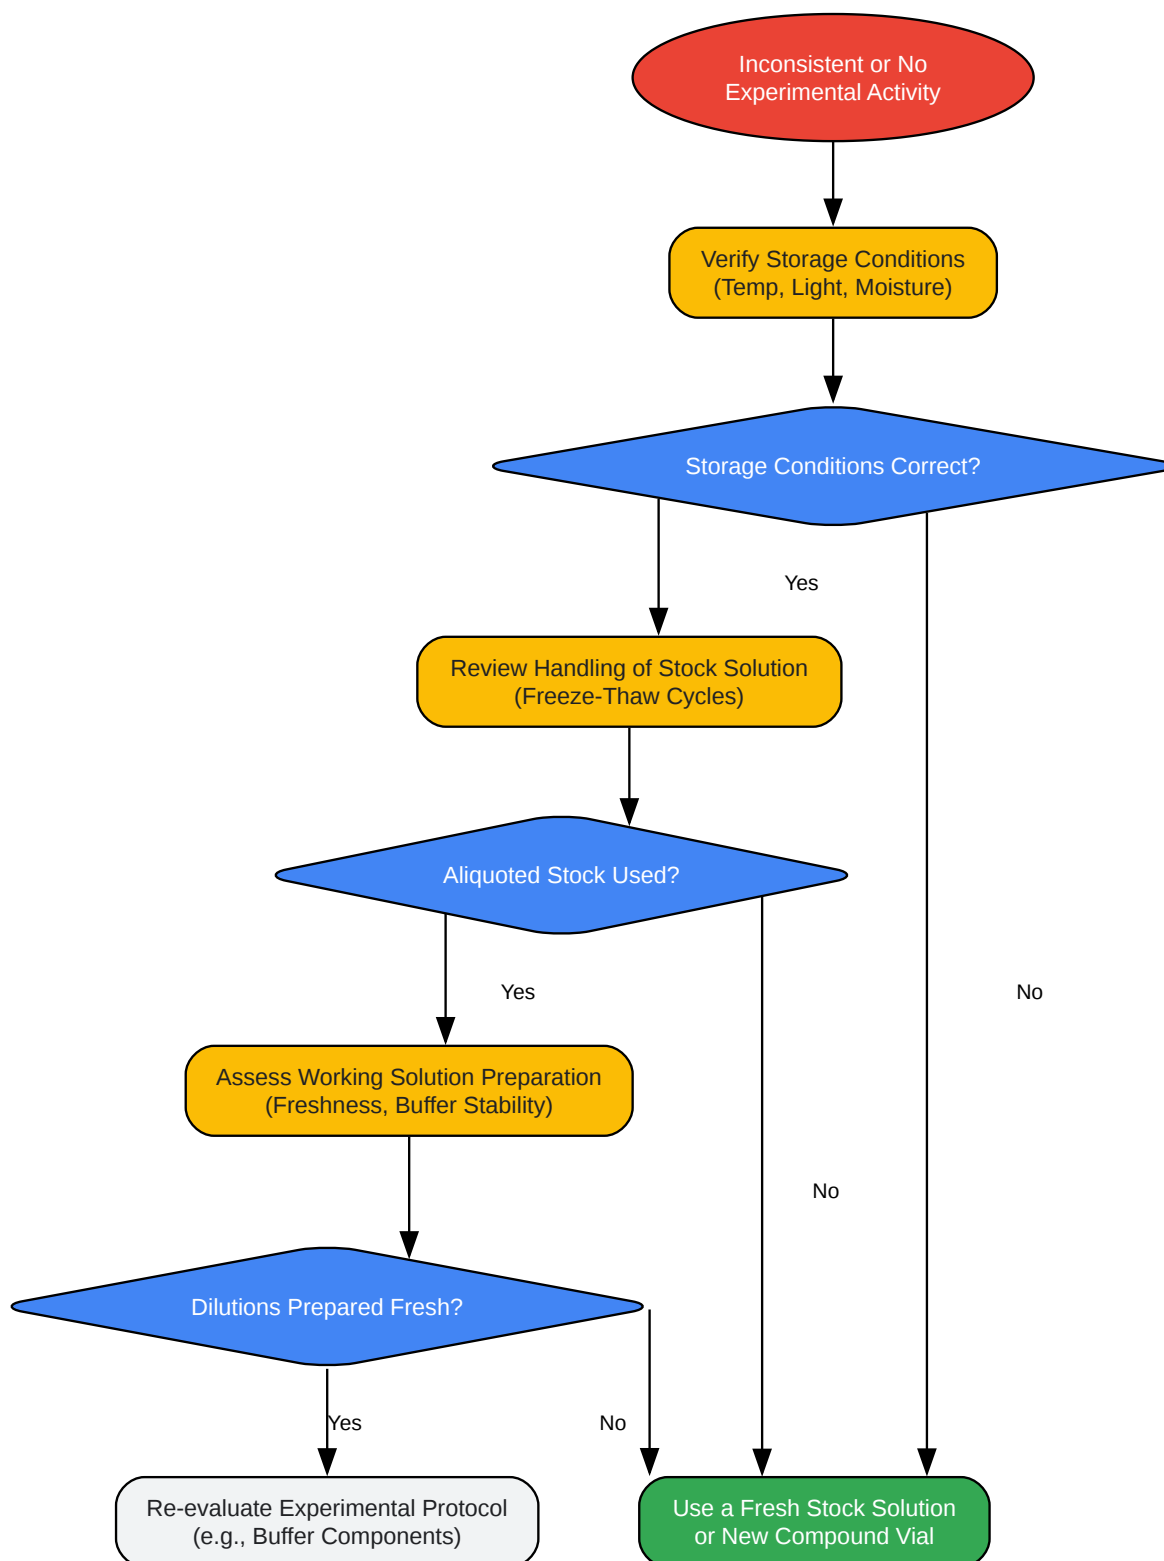 Inconsistent or No
Experimental Activity
Verify Storage Conditions
(Temp, Light, Moisture)
Storage Conditions Correct?
Yes
Review Handling of Stock Solution
(Freeze-Thaw Cycles)
Aliquoted Stock Used?
Yes
No
Assess Working Solution Preparation
(Freshness, Buffer Stability)
No
Dilutions Prepared Fresh?
Yes
No
Re-evaluate Experimental Protocol
(e.g., Buffer Components)
Use a Fresh Stock Solution
or New Compound Vial